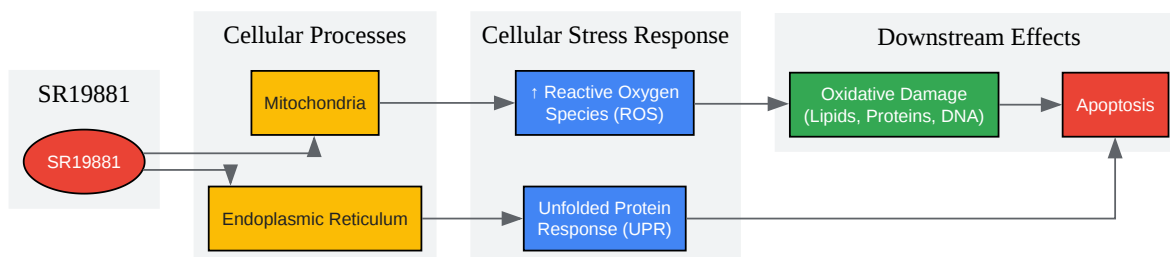 SR19881
SR19881
Cellular Processes
Mitochondria
Endoplasmic Reticulum
Cellular Stress Response
↑ Reactive Oxygen
Species (ROS)
Unfolded Protein
Response (UPR)
Downstream Effects
Oxidative Damage
(Lipids, Proteins, DNA)
Apoptosis